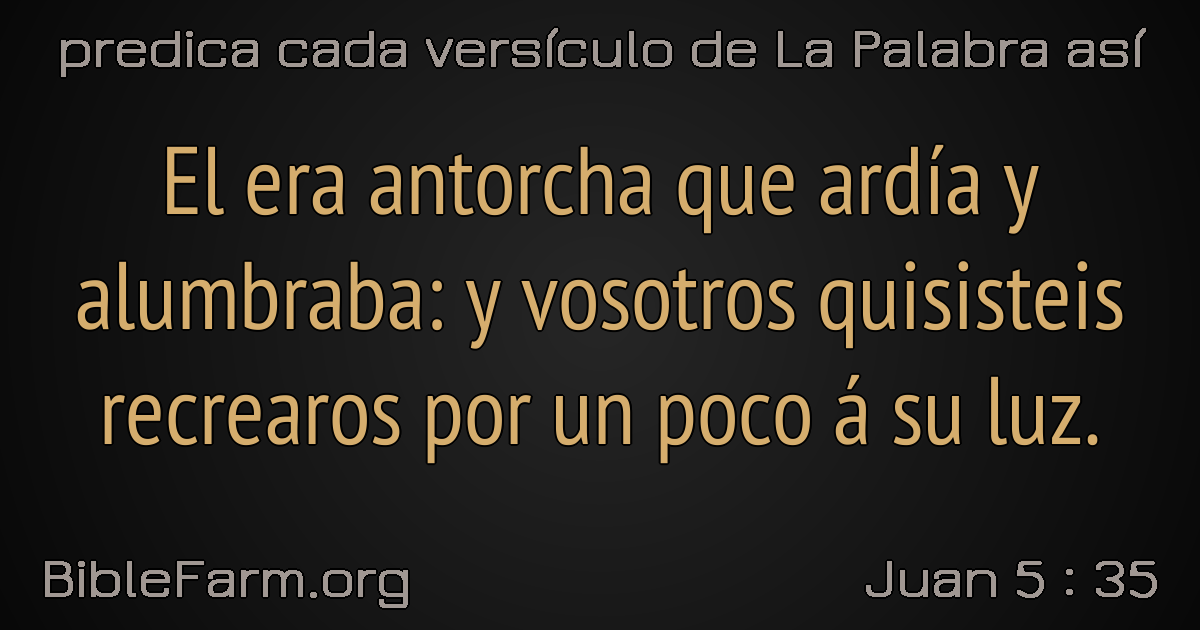 predica cada versículo de La Palabra así
El era antorcha que ardía y
alumbraba: y vosotros quisisteis
recrearos por un poco á su luz.
BibleFarm.org
Juan 5 : 35